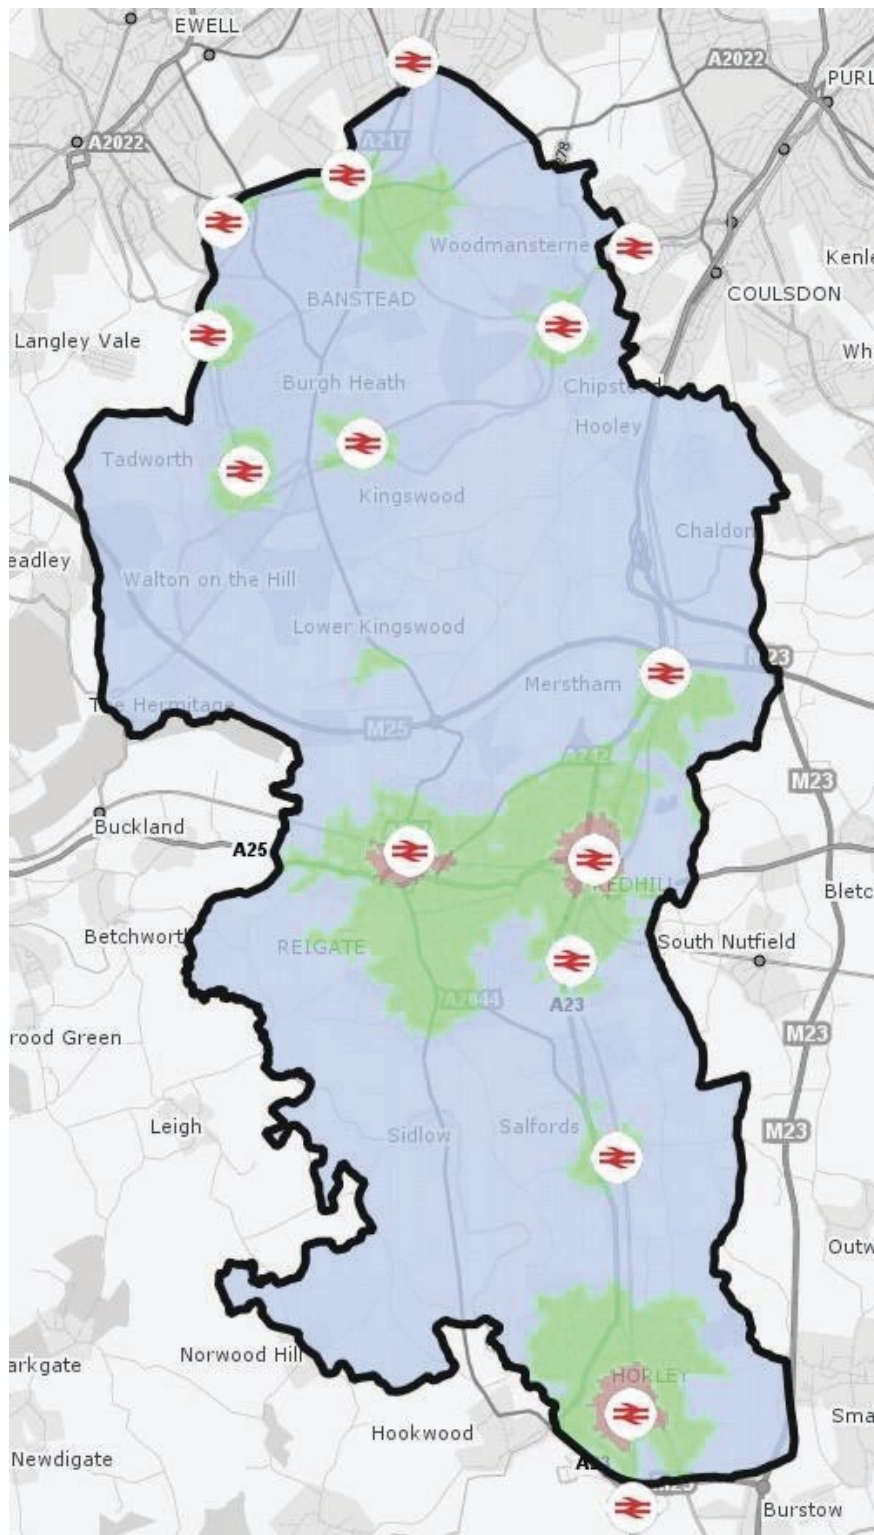 EWELL
A2022
PURL
A2022
A217
Woodmansterne
Kenle
COULSDON
BANSTEAD
Langley Vale
Wh
Burgh Heath
Chipstead
Hooley
Tadworth
Kingswood
Chaldon
eadley
Walton on the Hill
Lower Kingswood
M23
Merstham
The Hermitage
M25
A242
M23
Buckland
A25
REDHILL
Bletc
Betchworth
REIGATE
South Nutfield
A2044
A23
rood Green
M23
Leigh
Sidlow
Salfords
M23
Outw
Norwood Hill
arkgate
HORLEY
Hookwood
Sma
Newdigate
A23
M23
Burstow